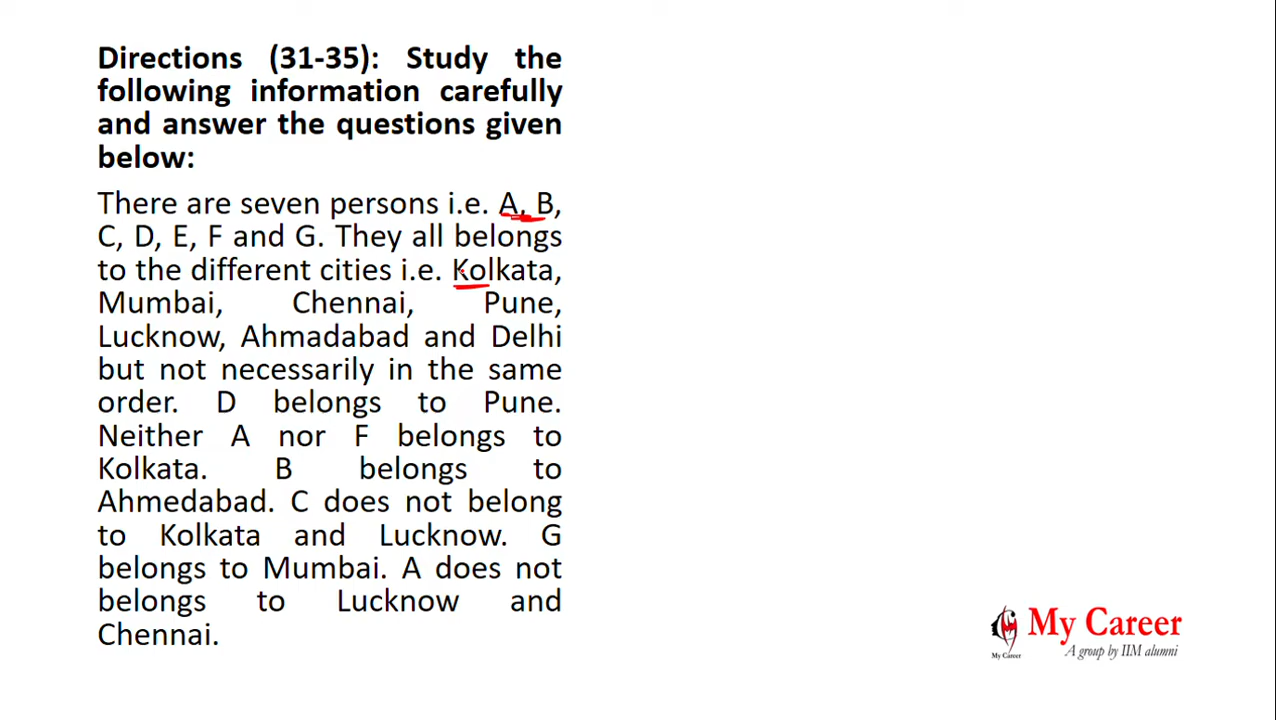 Directions (31-35): Study the
following information carefully
and answer the questions given
below:
There are seven persons i.e. A, B,
C, D, E, F and G. They all belongs
to the different cities i.e. Kolkata,
Mumbai, Chennai, Pune,
Lucknow, Ahmadabad and Delhi
but not necessarily in the same
order. D belongs to Pune.
Neither A nor F belongs to
Kolkata. B belongs to
Ahmedabad. C does not belong
to Kolkata and Lucknow. G
belongs to Mumbai. A does not
belongs to Lucknow and
Chennai.
My Career
A group by IIM alumni
My Career